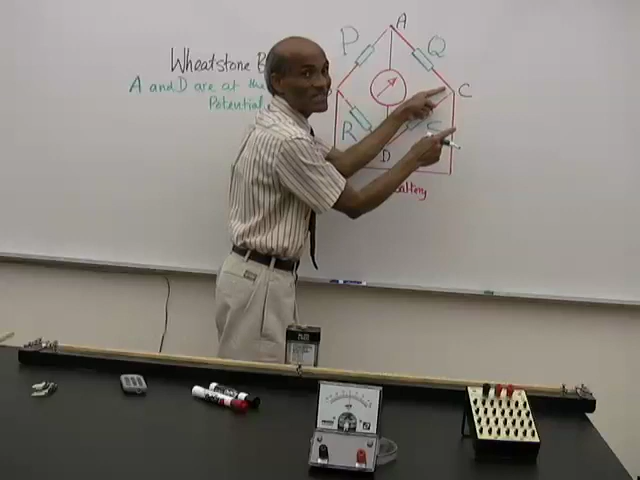 A
P
Q
Wheatstone B
A and D are at the
Potential
C
R
S
D
Battery